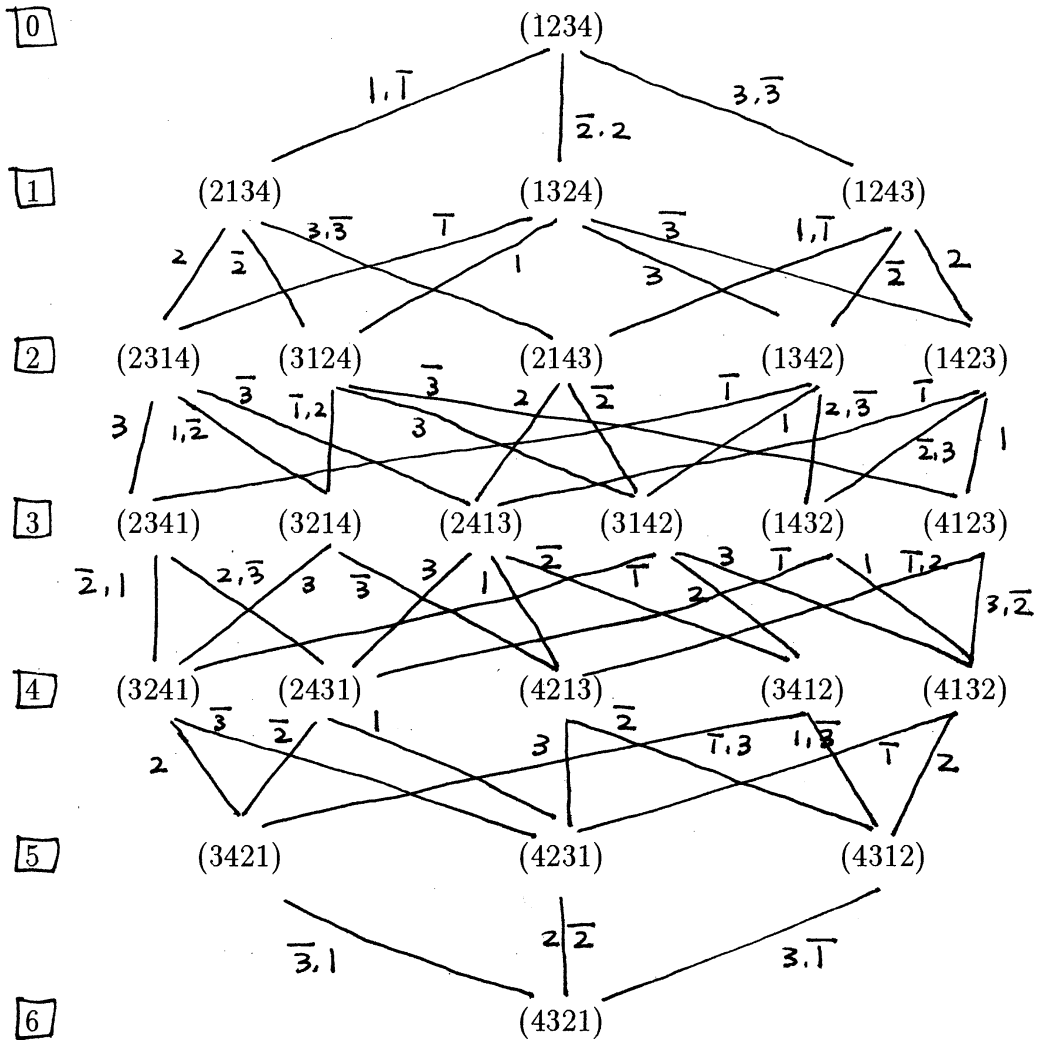 0 (1234)
1,1̅ 2̅.2 3,3̅
1 (2134) (1324) (1243)
2 2̅ 3,3̅ 1̅ 1 3 3̅ 1,1̅ 2̅ 2
2 (2314) (3124) (2143) (1342) (1423)
3 1,2̅ 3̅ 1̅,2 3 3̅ 2 2̅ 1̅ 1 2,3̅ 1̅ 2̅,3 1
3 (2341) (3214) (2413) (3142) (1432) (4123)
2̅,1 2,3̅ 3 3̅ 3 1 2̅ 1̅ 2 3 1̅ 1 1̅,2 3,2̅
4 (3241) (2431) (4213) (3412) (4132)
2 3̅ 2̅ 1 3 2̅ 1̅,3 1,3̅ 1̅ 2
5 (3421) (4231) (4312)
3̅,1 2 2̅ 3.1̅
6 (4321)